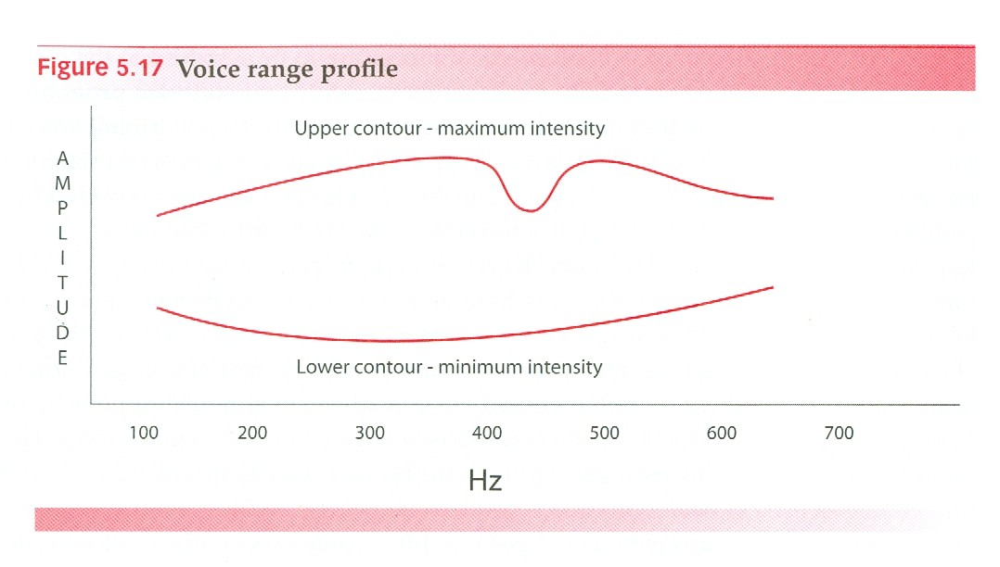 Figure 5.17 Voice range profile
Upper contour - maximum intensity
A
M
P
L
I
T
U
D
E
Lower contour - minimum intensity
100 200 300 400 500 600 700
Hz